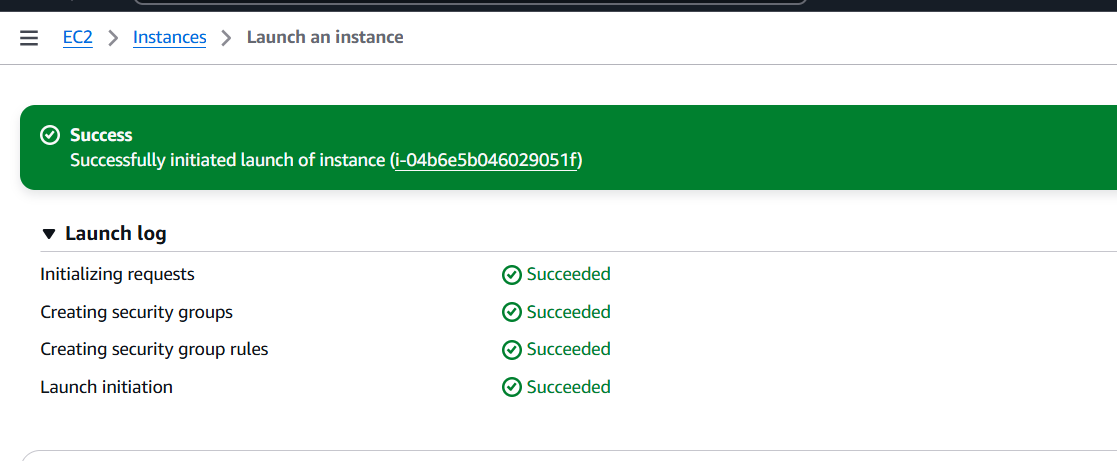 EC2 > Instances > Launch an instance
Success
Successfully initiated launch of instance (i-04b6e5b046029051f)
Launch log
Initializing requests Succeeded
Creating security groups Succeeded
Creating security group rules Succeeded
Launch initiation Succeeded